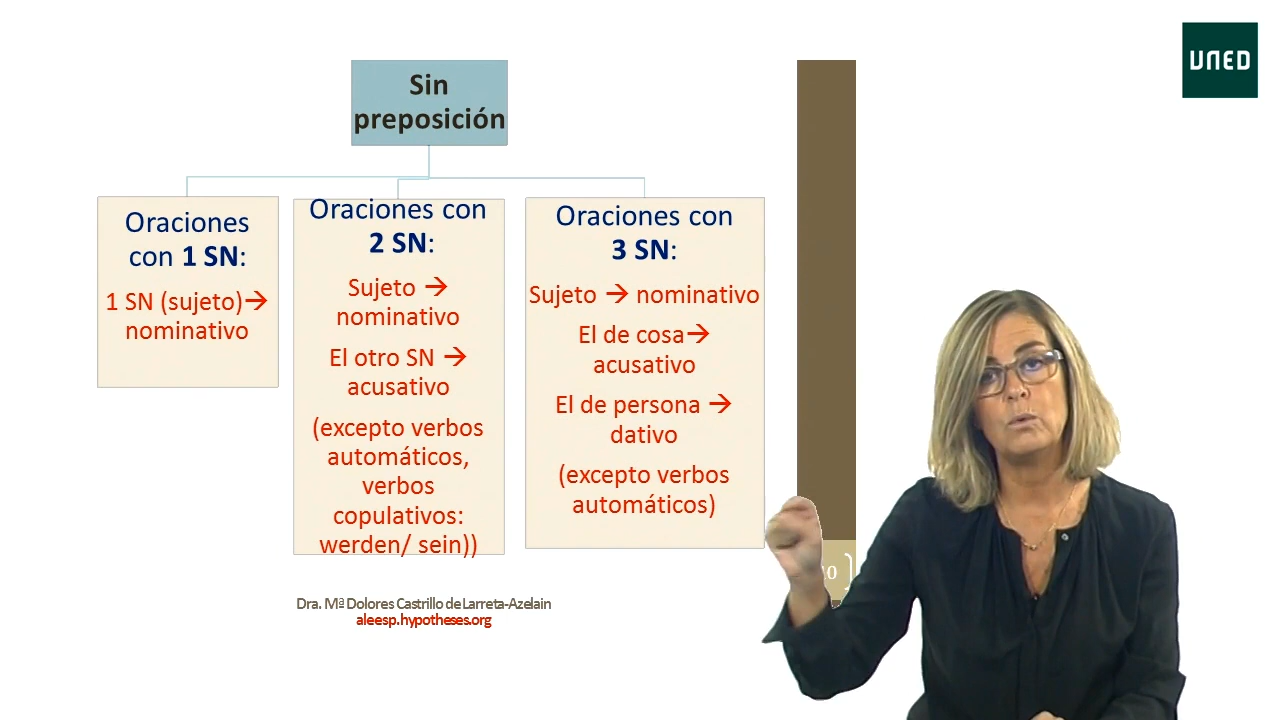 UNED
Sin
preposición
Oraciones
con 1 SN:
1 SN (sujeto)→
nominativo
Oraciones con
2 SN:
Sujeto →
nominativo
El otro SN →
acusativo
(excepto verbos
automáticos,
verbos
copulativos:
werden/ sein))
Oraciones con
3 SN:
Sujeto → nominativo
El de cosa→
acusativo
El de persona →
dativo
(excepto verbos
automáticos)
Dra. Mª Dolores Castrillo de Larreta-Azelain
aleesp.hypotheses.org